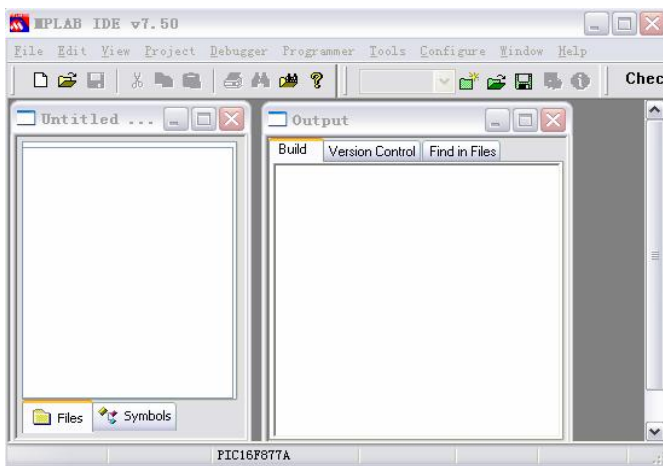 MPLAB IDE v7.50
File Edit View Project Debugger Programmer Tools Configure Window Help
Chec
Untitled ...
Output
Build Version Control Find in Files
Files Symbols
PIC16F877A